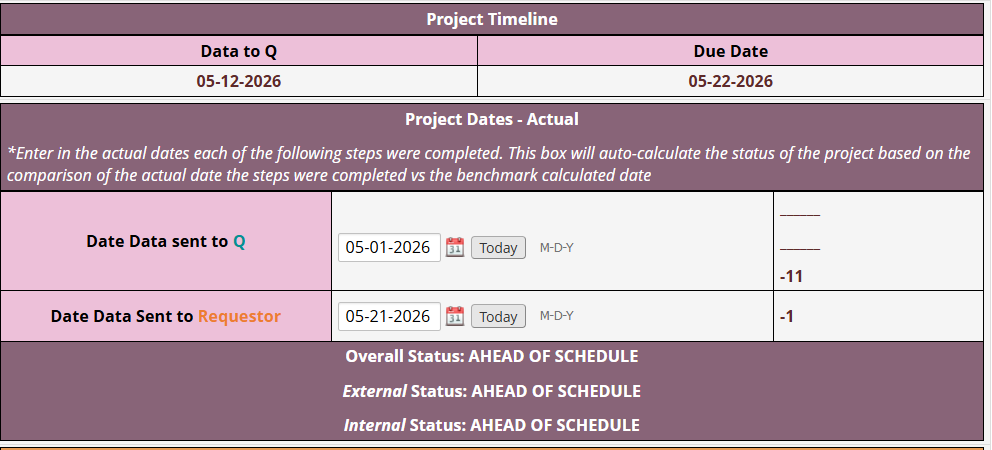 Project Timeline
Data to Q
Due Date
05-12-2026
05-22-2026
Project Dates - Actual
*Enter in the actual dates each of the following steps were completed. This box will auto-calculate the status of the project based on the
comparison of the actual date the steps were completed vs the benchmark calculated date
Date Data sent to Q
05-01-2026
31
Today
M-D-Y
______
______
-11
Date Data Sent to Requestor
05-21-2026
31
Today
M-D-Y
-1
Overall Status: AHEAD OF SCHEDULE
External Status: AHEAD OF SCHEDULE
Internal Status: AHEAD OF SCHEDULE